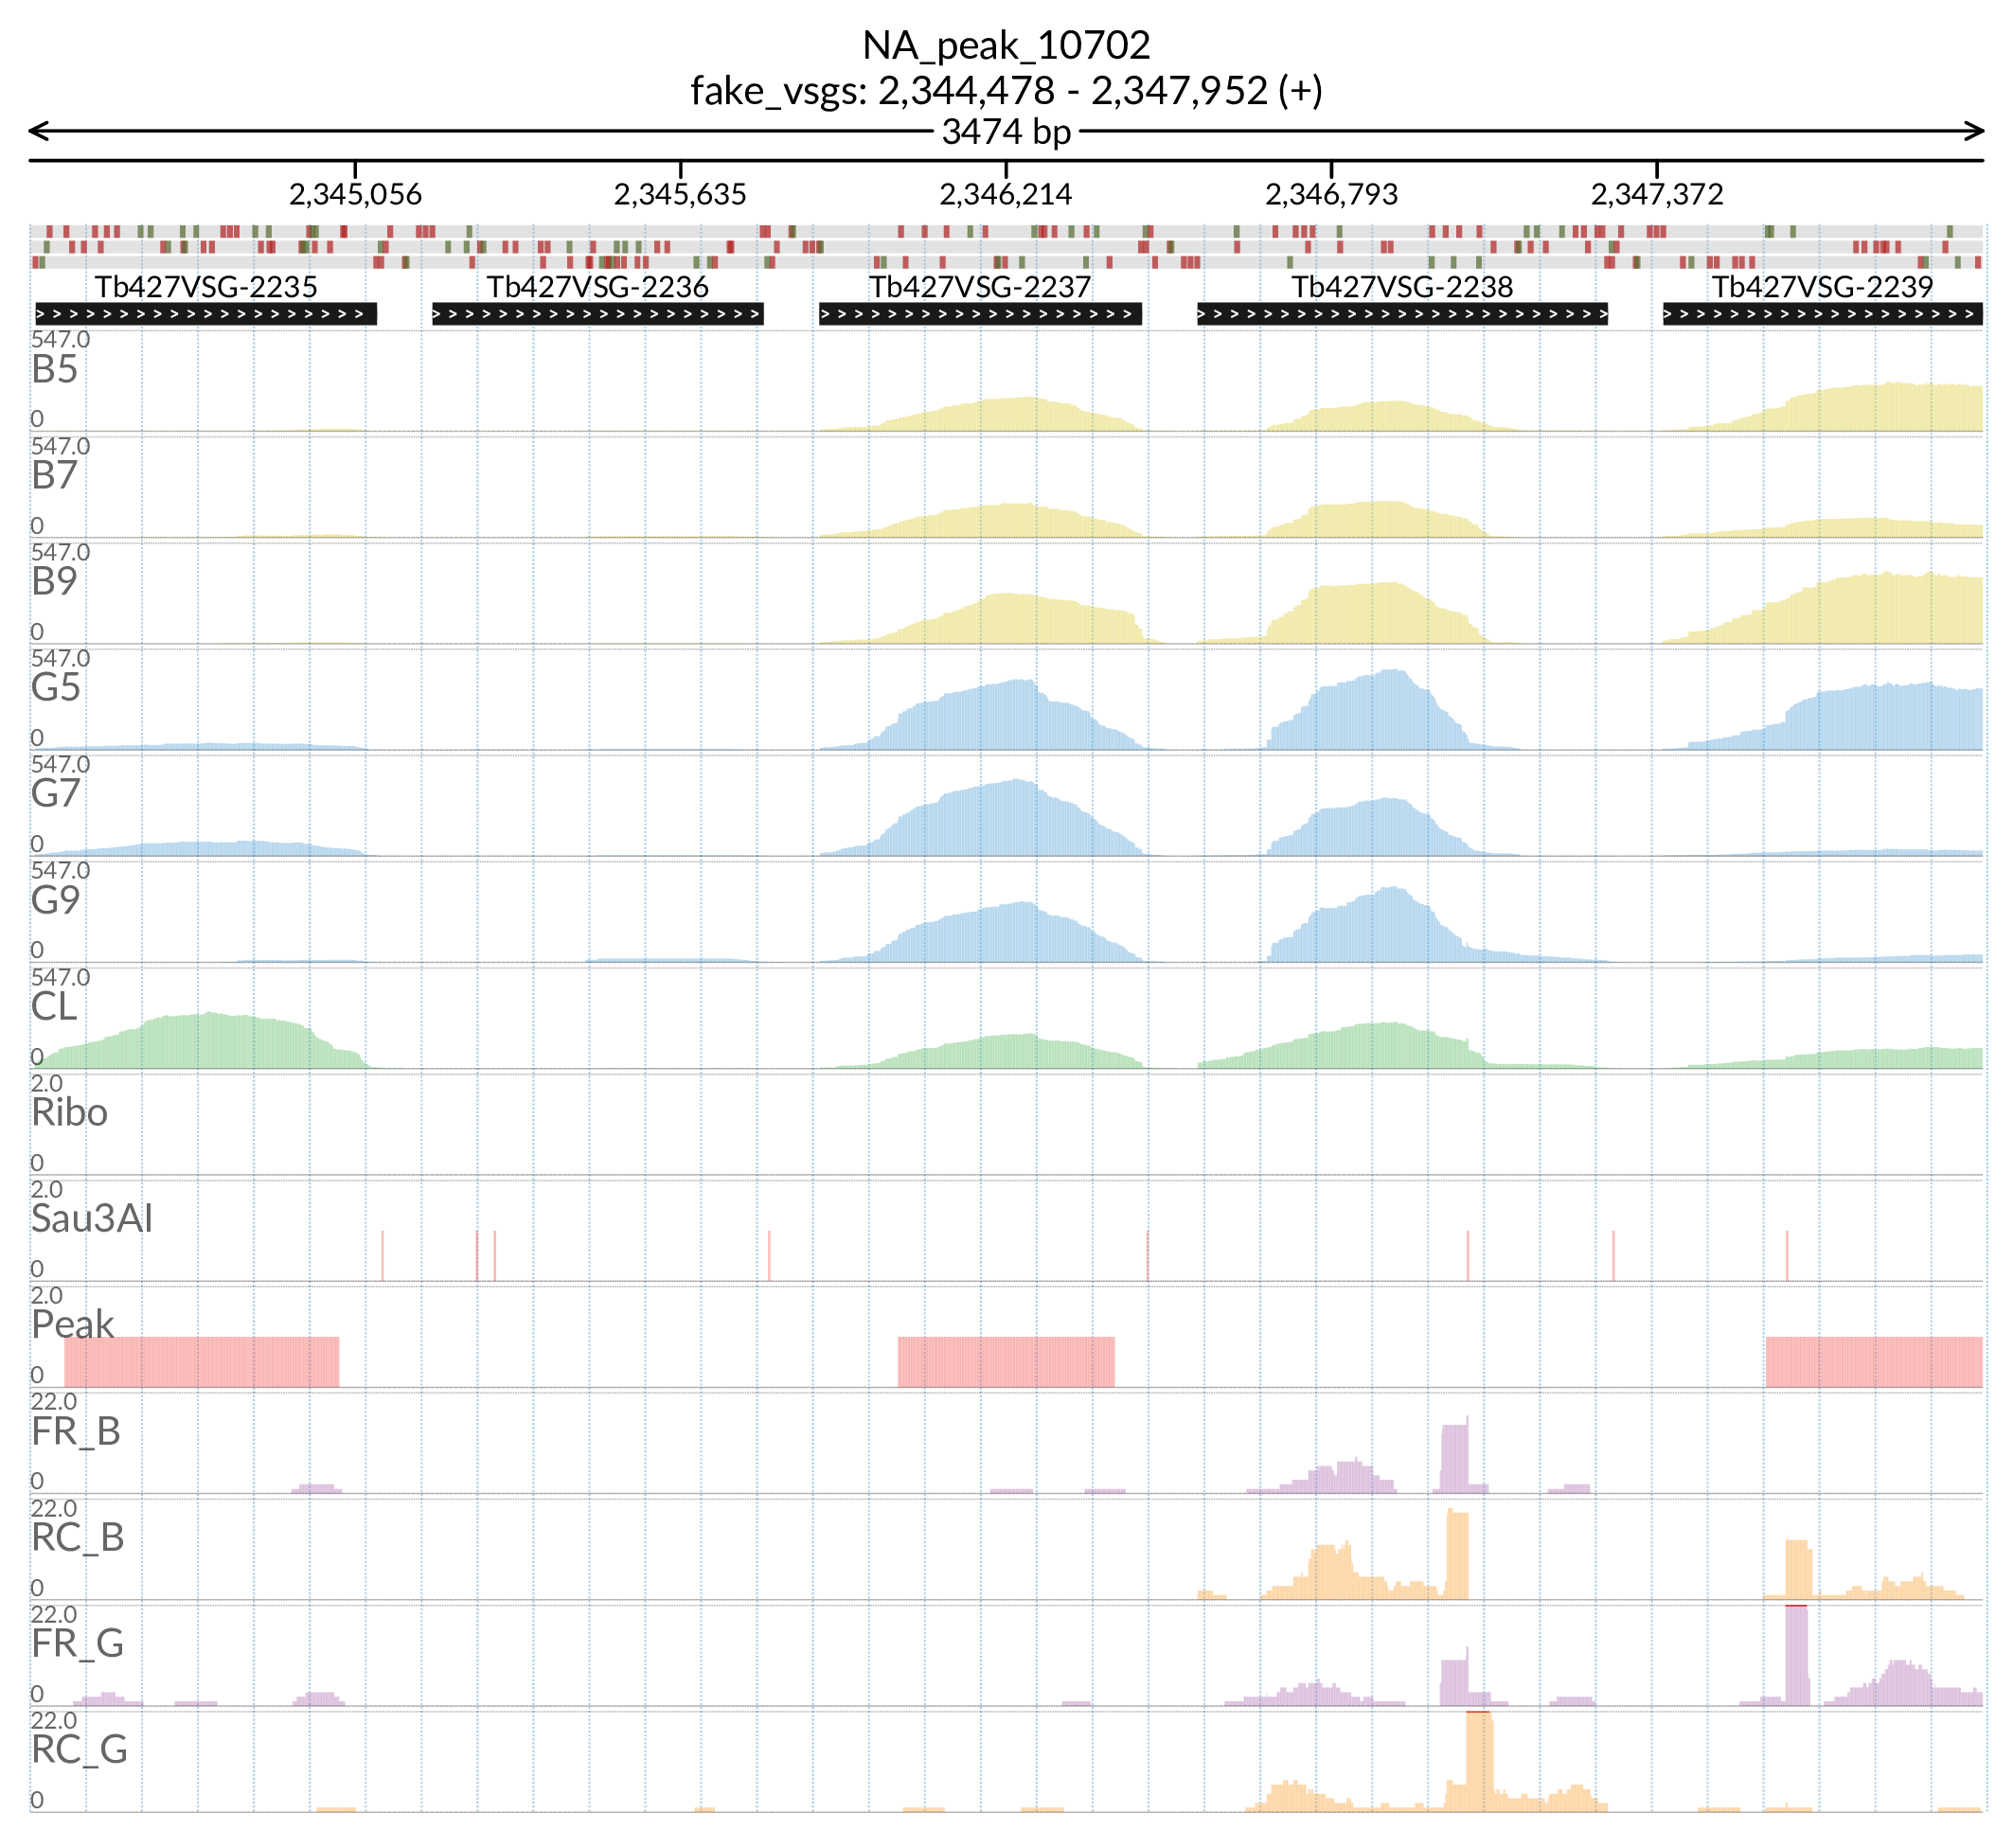 NA_peak_10702
fake_vsgs: 2,344,478 - 2,347,952 (+)
3474 bp
2,345,056 2,345,635 2,346,214 2,346,793 2,347,372
Tb427VSG-2235 Tb427VSG-2236 Tb427VSG-2237 Tb427VSG-2238 Tb427VSG-2239
547.0
B5
0
547.0
B7
0
547.0
B9
0
547.0
G5
0
547.0
G7
0
547.0
G9
0
547.0
CL
0
2.0
Ribo
0
2.0
Sau3AI
0
2.0
Peak
0
22.0
FR_B
0
22.0
RC_B
0
22.0
FR_G
0
22.0
RC_G
0